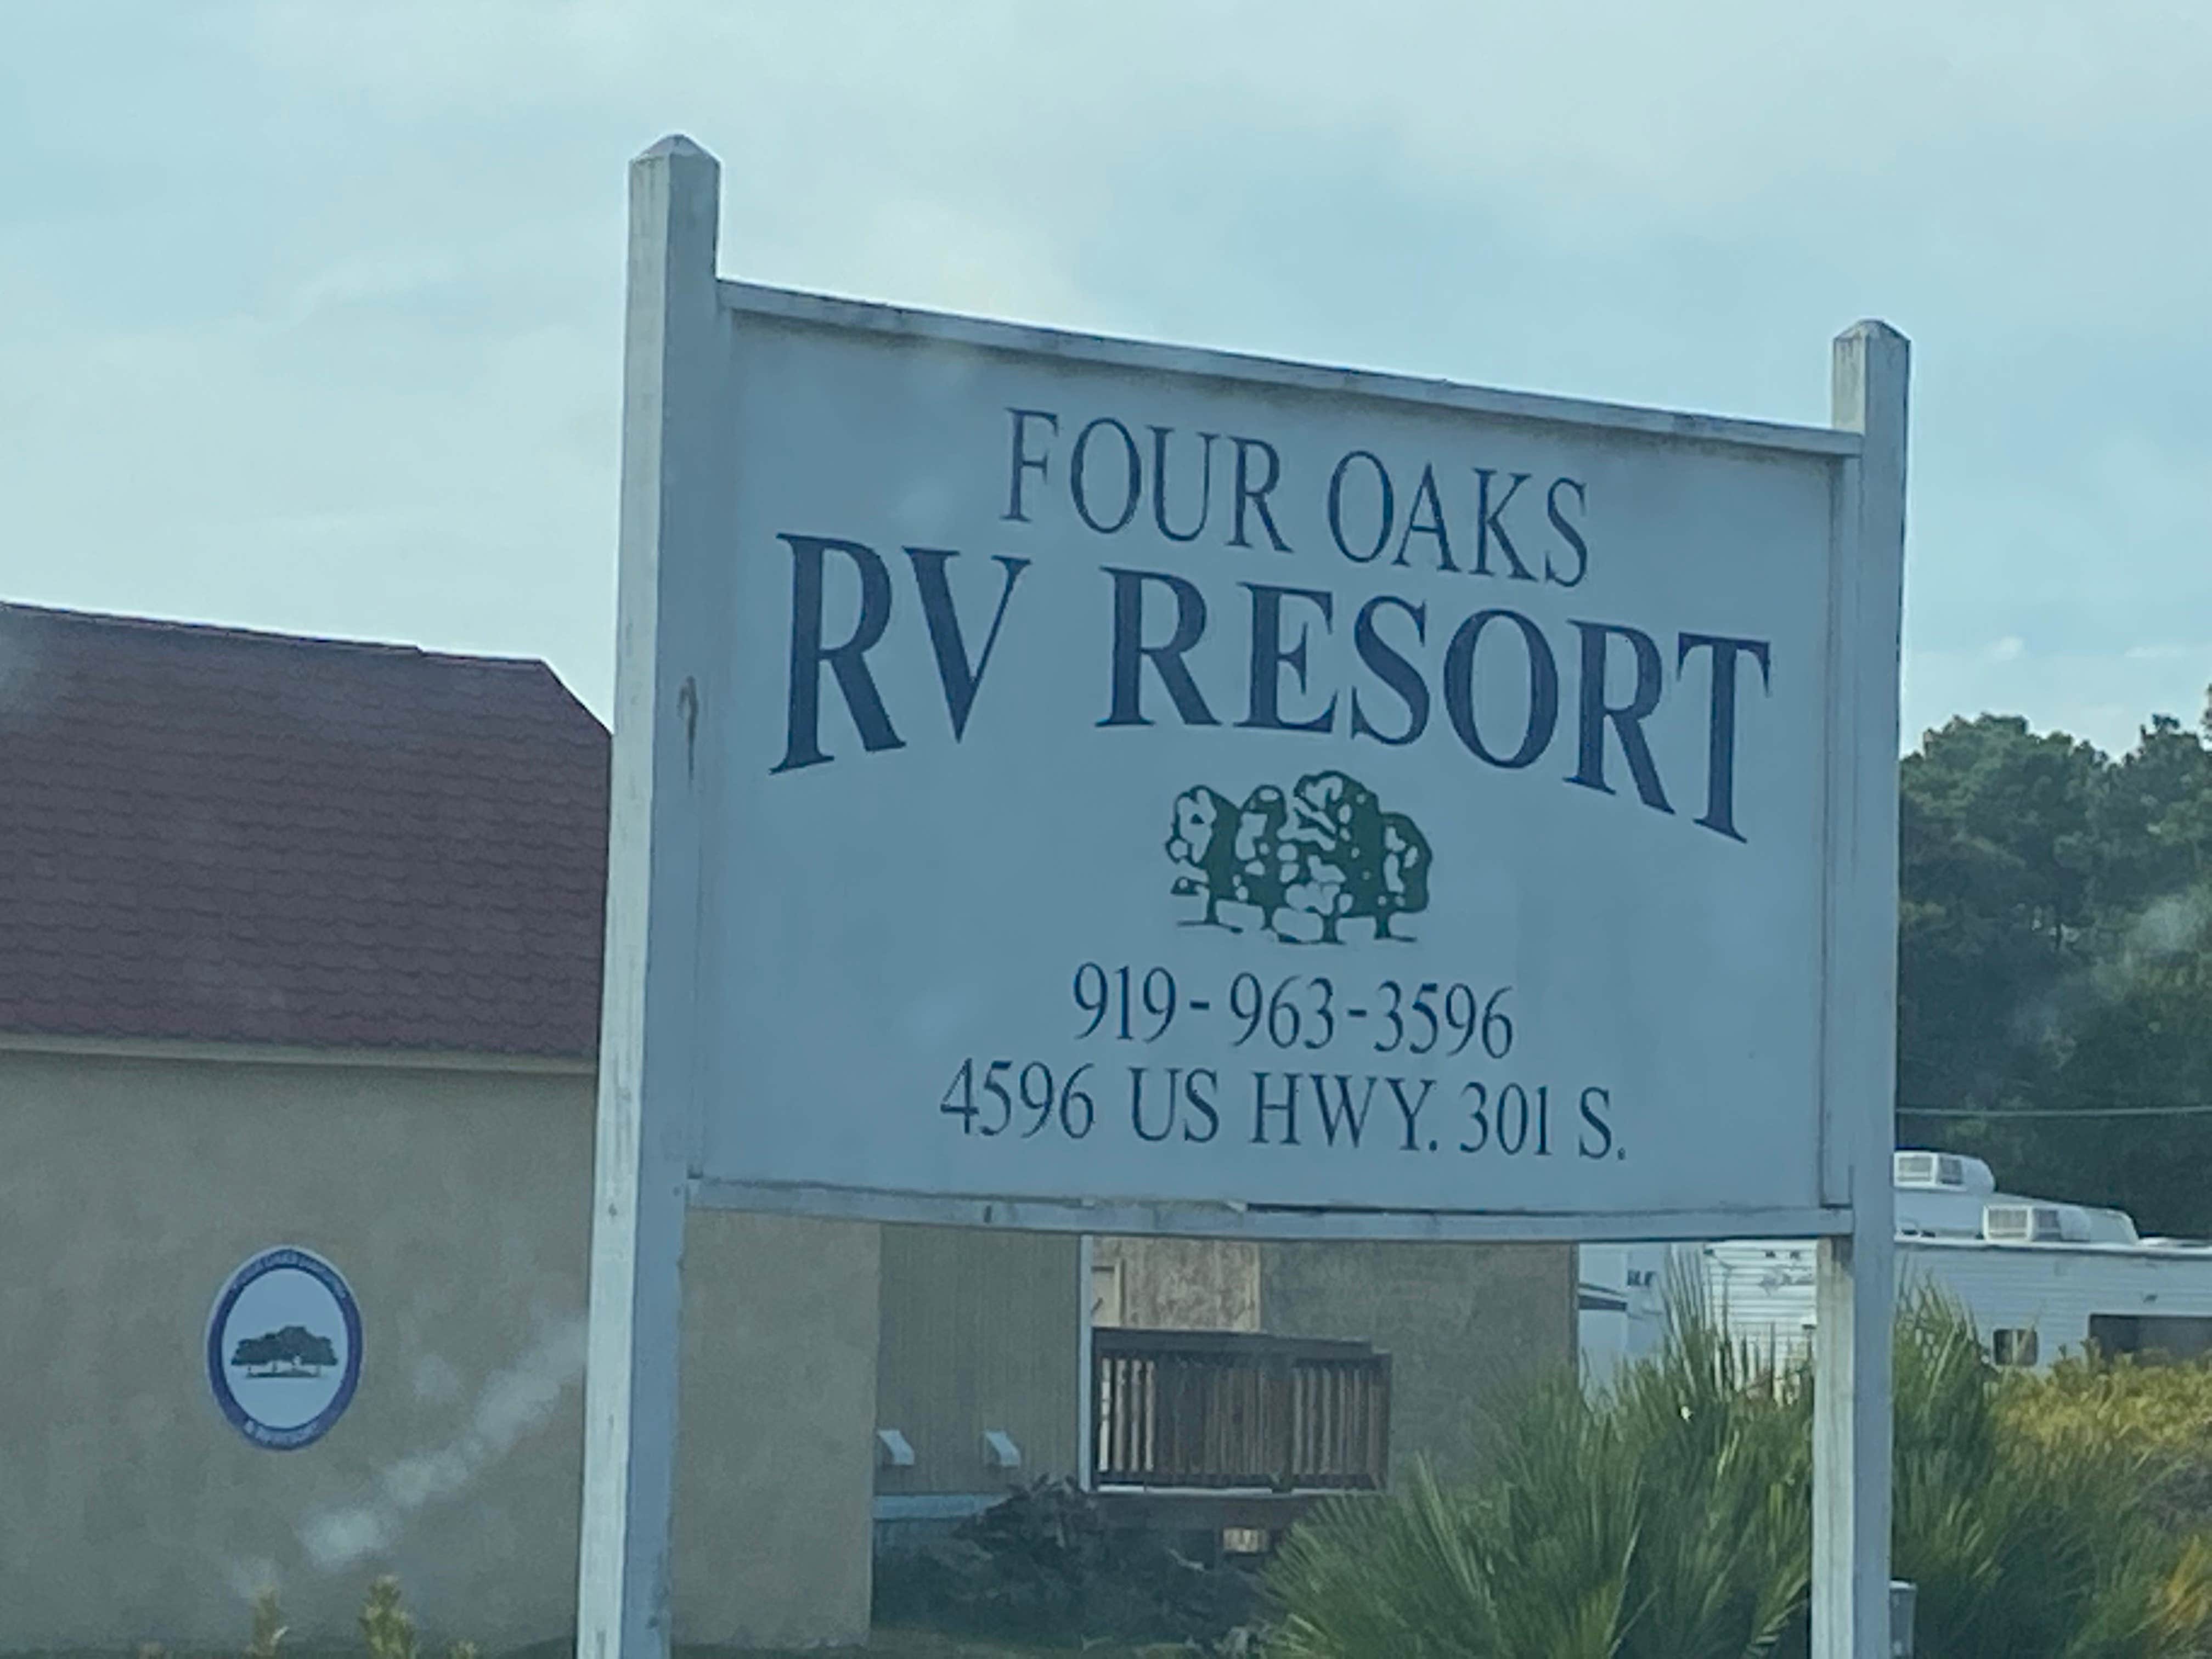 FOUR OAKS
RV RESORT
919-963-3596
4596 US HWY. 301 S.